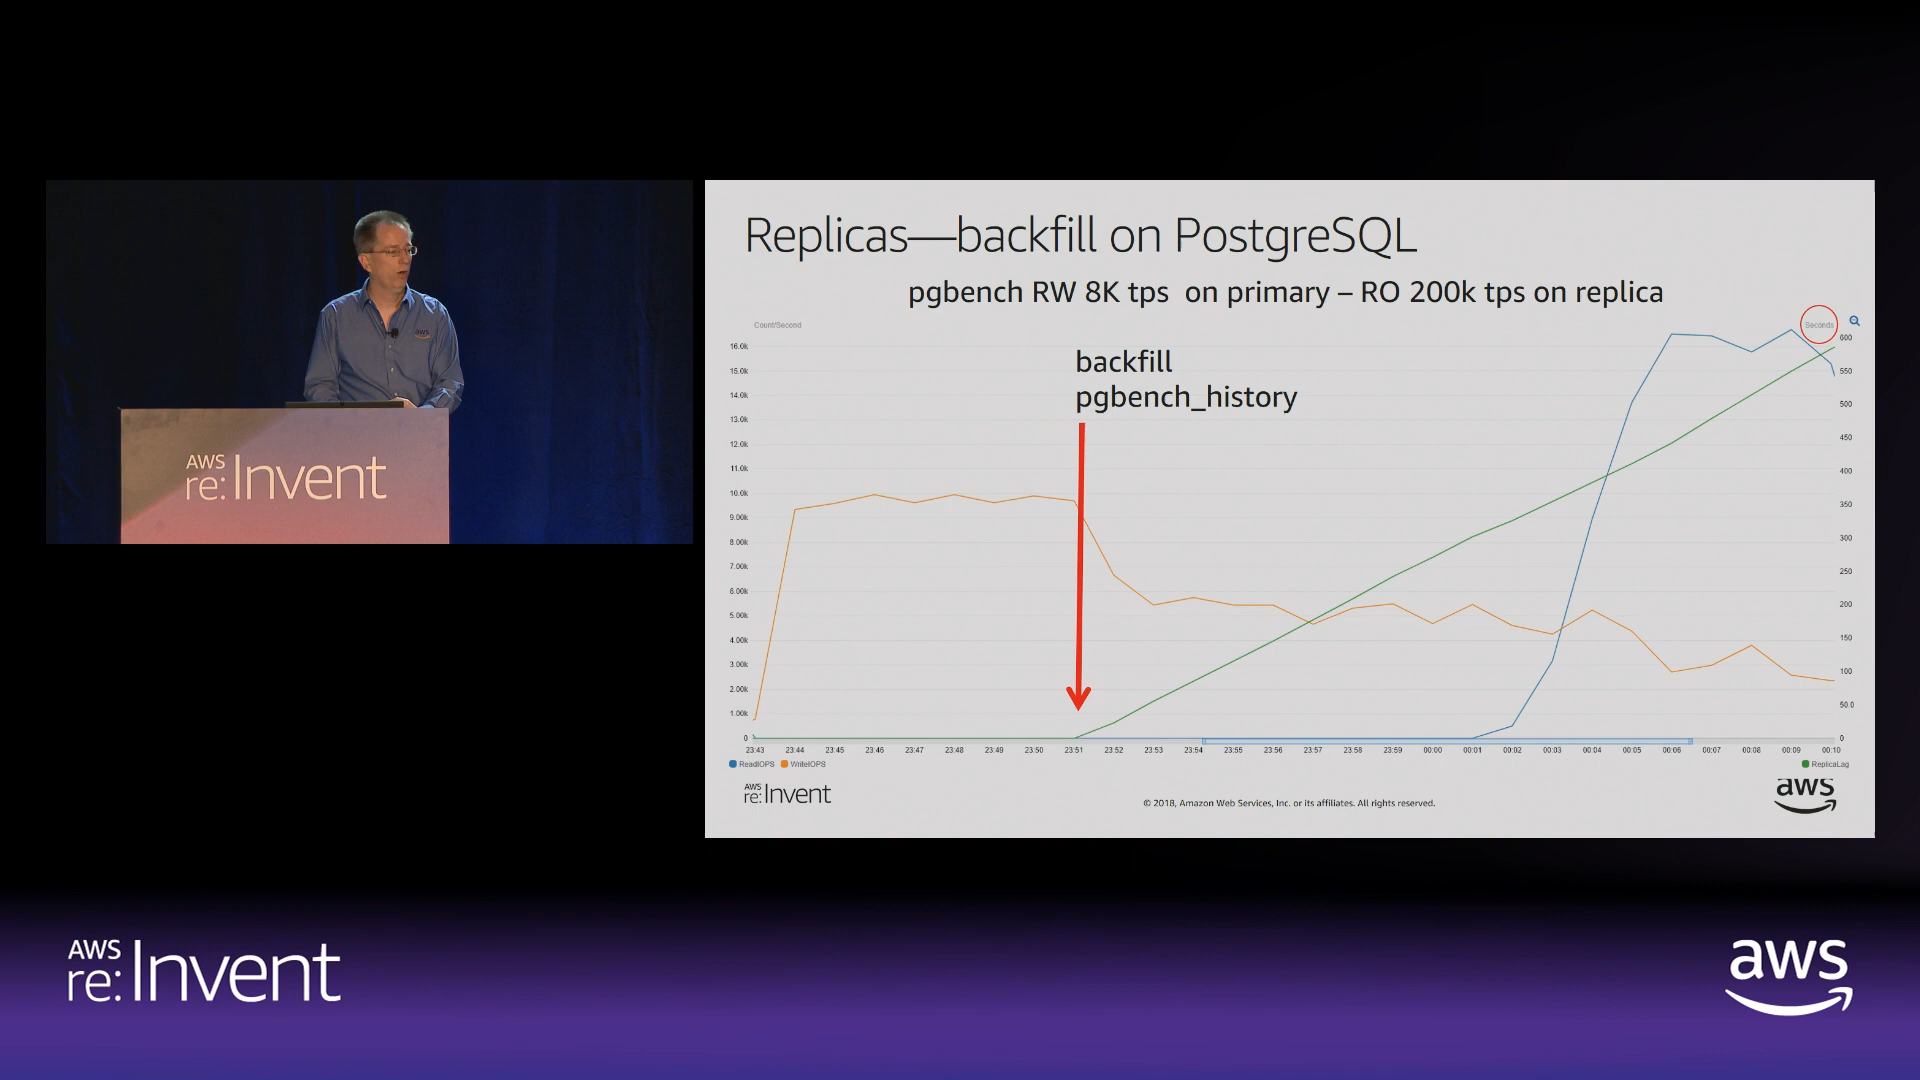 aws
AWS
re:Invent
Replicas—backfill on PostgreSQL
pgbench RW 8K tps on primary – RO 200k tps on replica
Count/Second
Seconds
backfill
pgbench_history
16.0k
15.0k
14.0k
13.0k
12.0k
11.0k
10.0k
9.00k
8.00k
7.00k
6.00k
5.00k
4.00k
3.00k
2.00k
1.00k
0
600
550
500
450
400
350
300
250
200
150
100
50.0
0
23:43 23:44 23:45 23:46 23:47 23:48 23:49 23:50 23:51 23:52 23:53 23:54 23:55 23:56 23:57 23:58 23:59 00:00 00:01 00:02 00:03 00:04 00:05 00:06 00:07 00:08 00:09 00:10
ReadIOPS WriteIOPS
ReplicaLag
AWS
re:Invent
© 2018, Amazon Web Services, Inc. or its affiliates. All rights reserved.
aws
AWS
re:Invent
aws